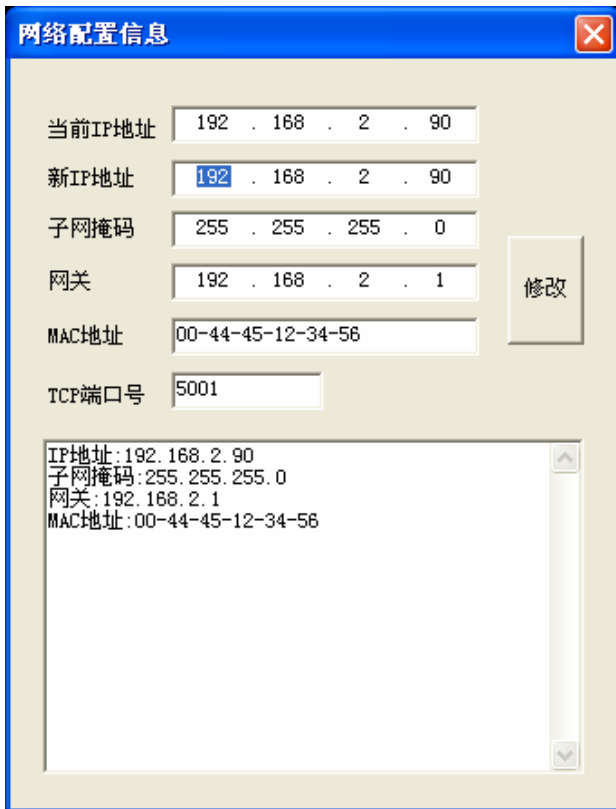 网络配置信息
当前IP地址 192 . 168 . 2 . 90
新IP地址 192 . 168 . 2 . 90
子网掩码 255 . 255 . 255 . 0
网关 192 . 168 . 2 . 1
修改
MAC地址 00-44-45-12-34-56
TCP端口号 5001
IP地址:192.168.2.90
子网掩码:255.255.255.0
网关:192.168.2.1
MAC地址:00-44-45-12-34-56